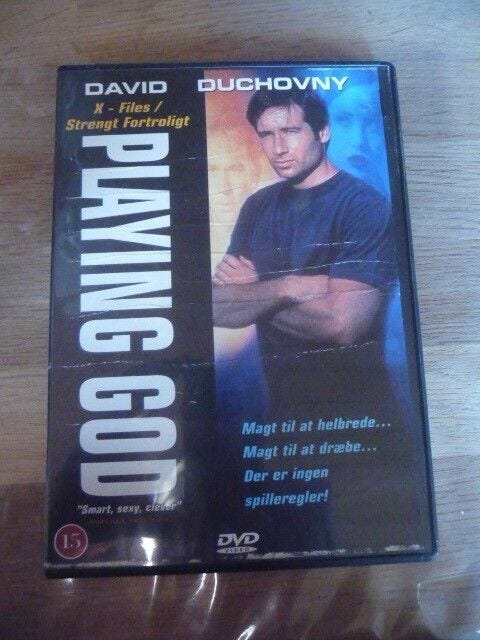 DAVID DUCHOVNY
X - Files /
Strengt Fortroligt
PLAYING GOD
Magt til at helbrede...
Magt til at dræbe...
Der er ingen
spilleregler!
"Smart, sexy, clever"
15
DVD
VIDEO